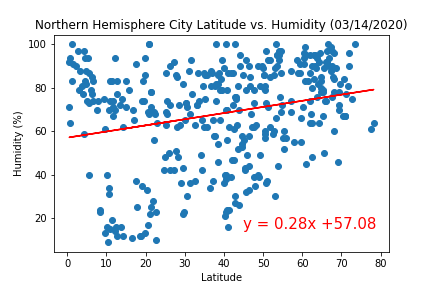 Northern Hemisphere City Latitude vs. Humidity (03/14/2020)
100
80
60
40
20
Humidity (%)
y = 0.28x +57.08
0 10 20 30 40 50 60 70 80
Latitude